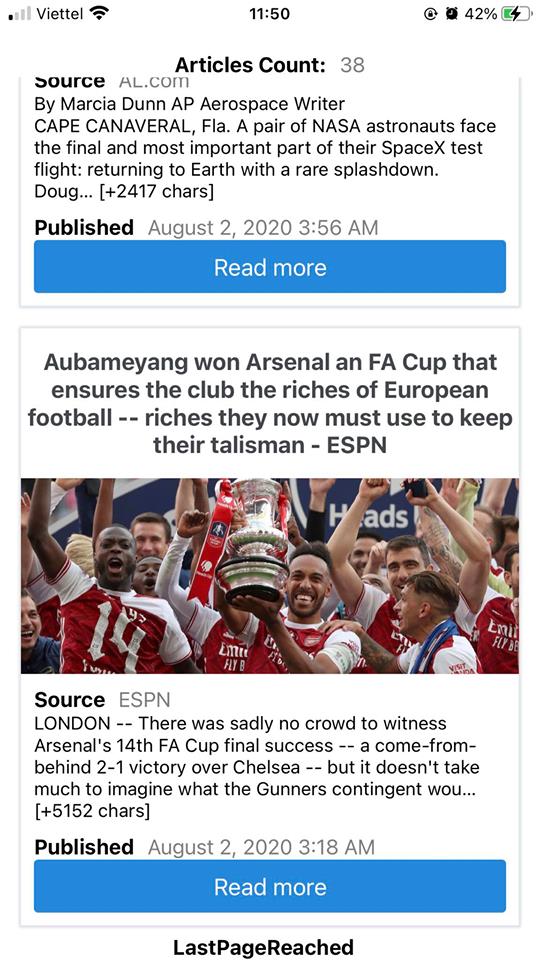 Viettel 11:50 42%
Articles Count: 38
Source AL.com
By Marcia Dunn AP Aerospace Writer
CAPE CANAVERAL, Fla. A pair of NASA astronauts face
the final and most important part of their SpaceX test
flight: returning to Earth with a rare splashdown.
Doug... [+2417 chars]
Published August 2, 2020 3:56 AM
Read more
Aubameyang won Arsenal an FA Cup that
ensures the club the riches of European
football -- riches they now must use to keep
their talisman - ESPN
Heads
14
Source ESPN
LONDON -- There was sadly no crowd to witness
Arsenal's 14th FA Cup final success -- a come-from-
behind 2-1 victory over Chelsea -- but it doesn't take
much to imagine what the Gunners contingent wou...
[+5152 chars]
Published August 2, 2020 3:18 AM
Read more
LastPageReached